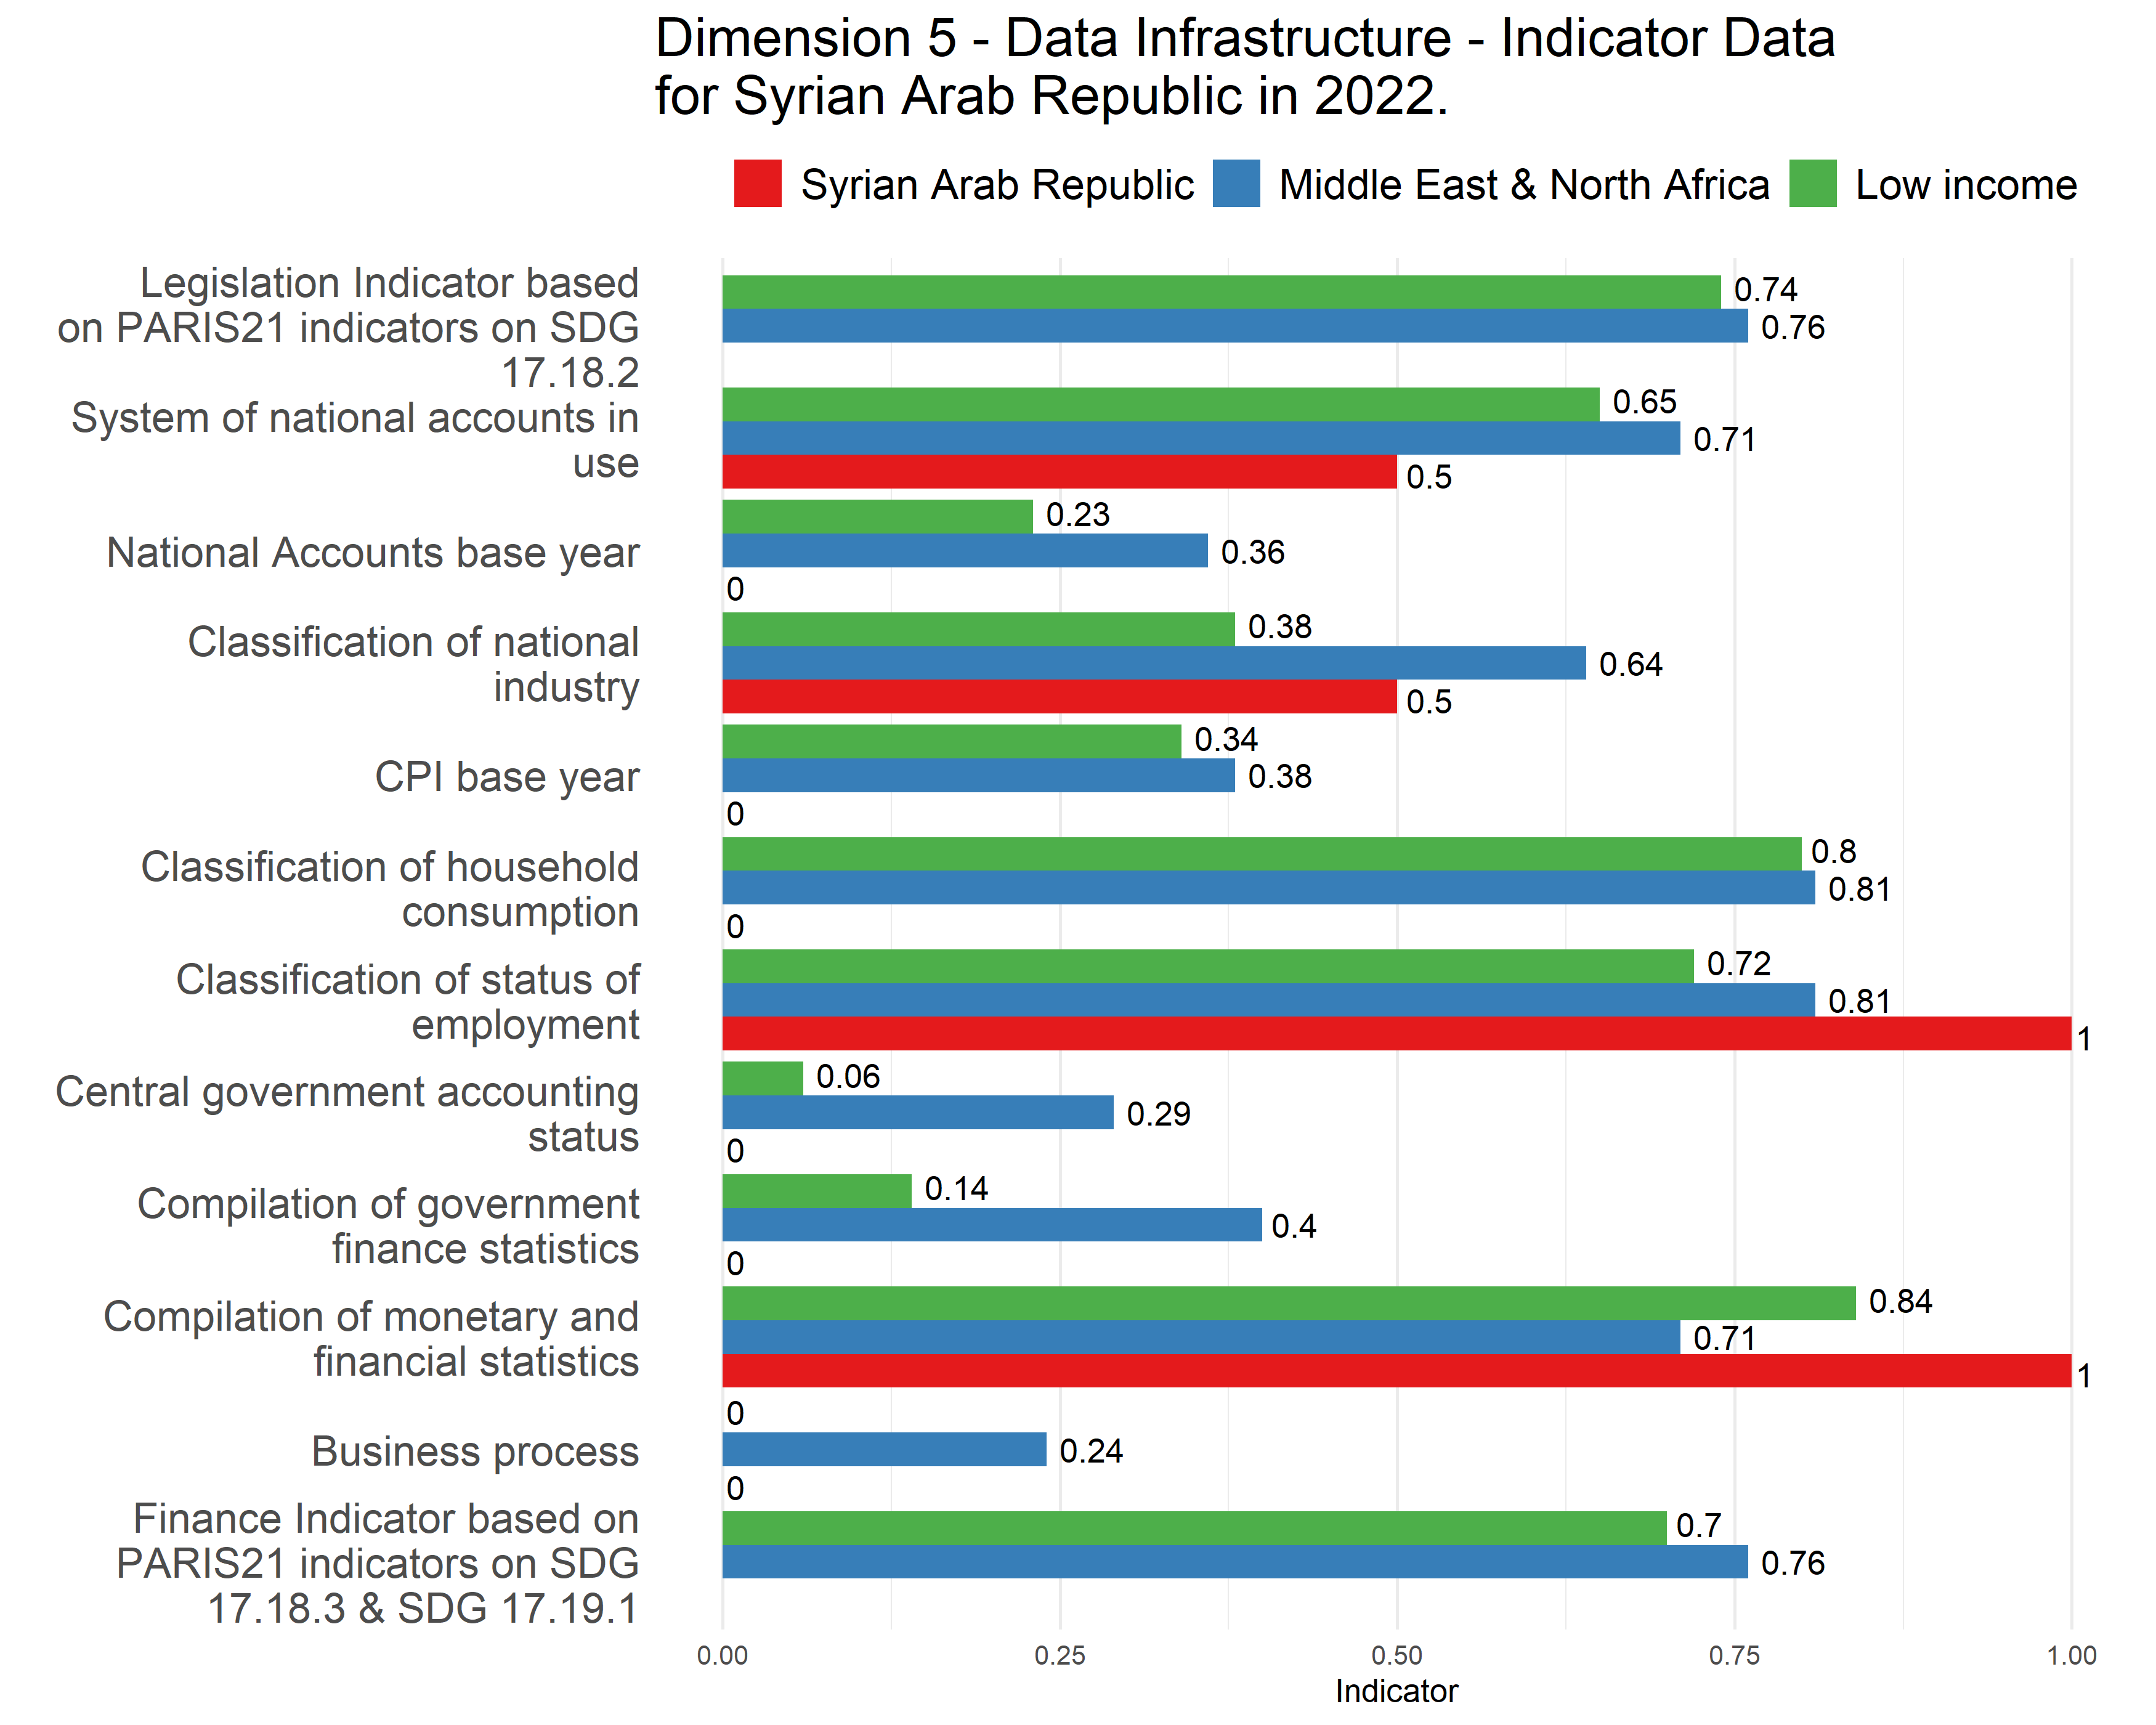 Dimension 5 - Data Infrastructure - Indicator Data
for Syrian Arab Republic in 2022.
Syrian Arab Republic
Middle East & North Africa
Low income
Legislation Indicator based
on PARIS21 indicators on SDG
17.18.2
0.74
0.76
System of national accounts in
use
0.65
0.71
0.5
National Accounts base year
0.23
0.36
0
Classification of national
industry
0.38
0.64
0.5
CPI base year
0.34
0.38
0
Classification of household
consumption
0.8
0.81
0
Classification of status of
employment
0.72
0.81
1
Central government accounting
status
0.06
0.29
0
Compilation of government
finance statistics
0.14
0.4
0
Compilation of monetary and
financial statistics
0.84
0.71
1
Business process
0
0.24
0
Finance Indicator based on
PARIS21 indicators on SDG
17.18.3 & SDG 17.19.1
0.7
0.76
0.00
0.25
0.50
0.75
1.00
Indicator